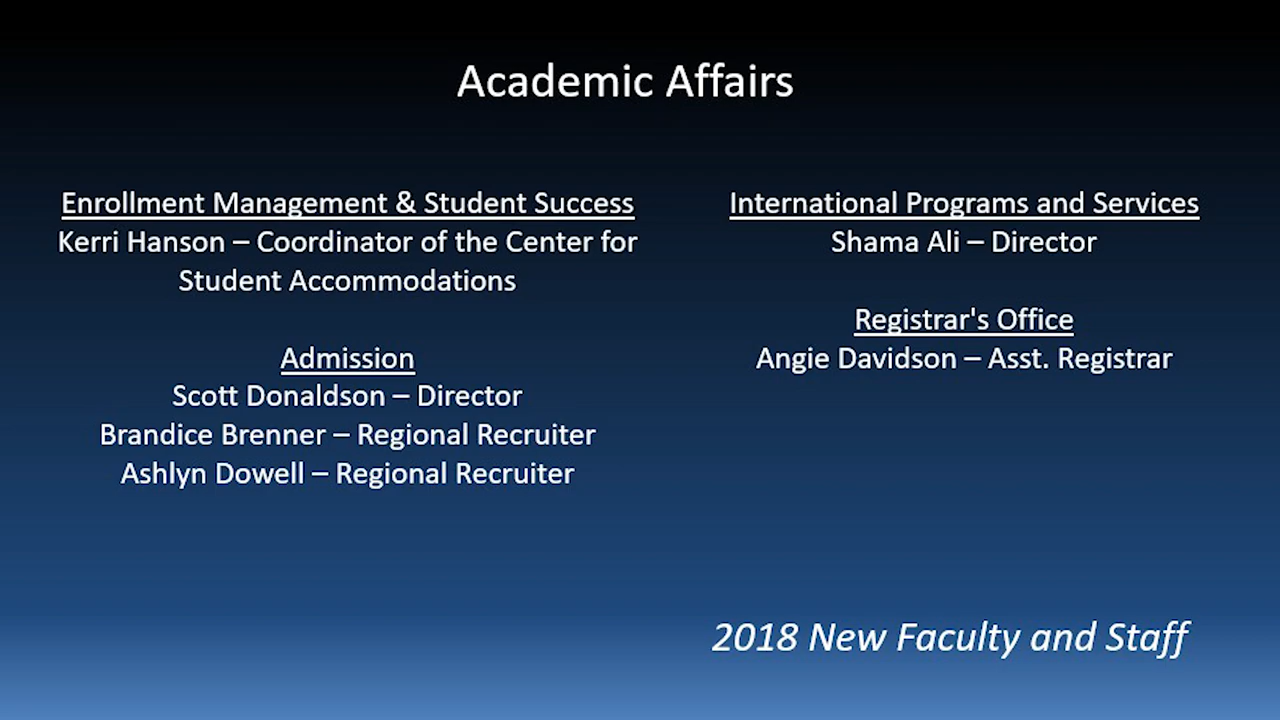 Academic Affairs
Enrollment Management & Student Success
Kerri Hanson – Coordinator of the Center for
Student Accommodations
Admission
Scott Donaldson – Director
Brandice Brenner – Regional Recruiter
Ashlyn Dowell – Regional Recruiter
International Programs and Services
Shama Ali – Director
Registrar's Office
Angie Davidson – Asst. Registrar
2018 New Faculty and Staff